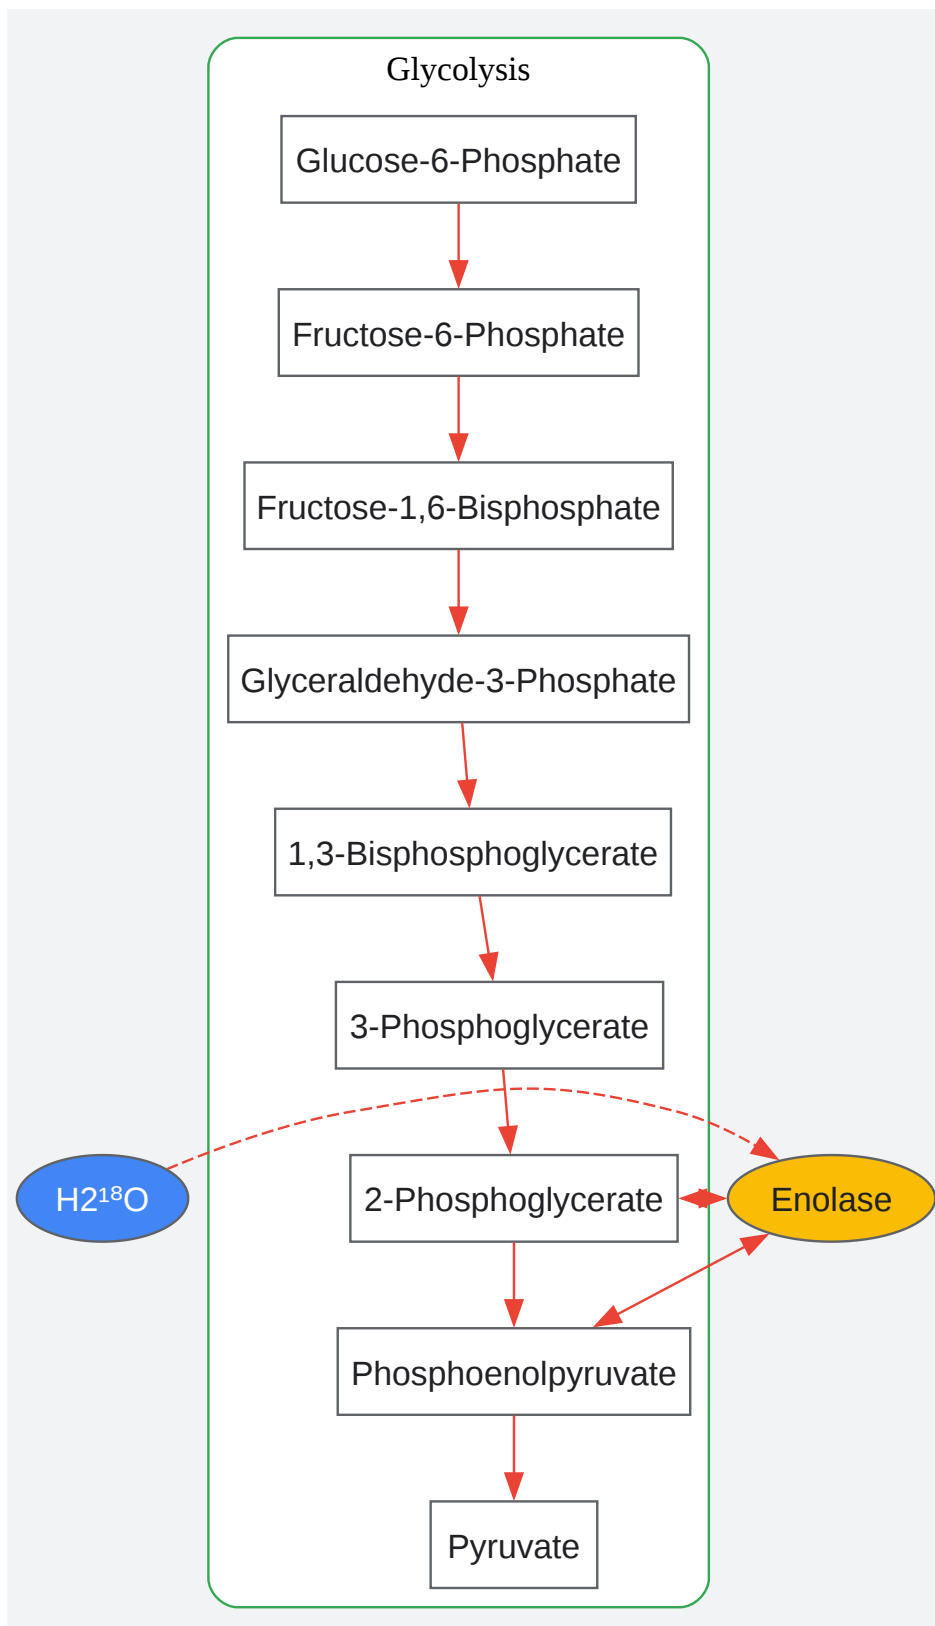 Glycolysis
Glucose-6-Phosphate
Fructose-6-Phosphate
Fructose-1,6-Bisphosphate
Glyceraldehyde-3-Phosphate
1,3-Bisphosphoglycerate
3-Phosphoglycerate
H2¹⁸O
2-Phosphoglycerate
Enolase
Phosphoenolpyruvate
Pyruvate